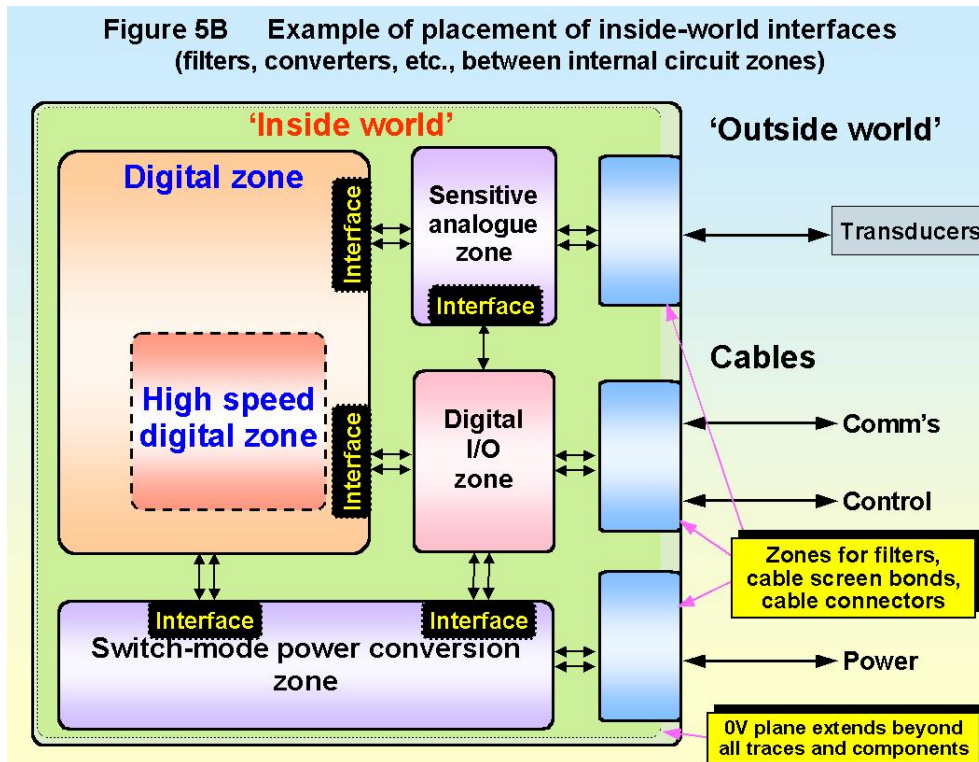 Figure 5B Example of placement of inside-world interfaces
(filters, converters, etc., between internal circuit zones)
'Inside world'
'Outside world'
Digital zone
Interface
Sensitive
analogue
zone
Interface
Transducers
Cables
High speed
digital zone
Interface
Digital
I/O
zone
Comm's
Control
Zones for filters,
cable screen bonds,
cable connectors
Interface
Interface
Switch-mode power conversion
zone
Power
0V plane extends beyond
all traces and components